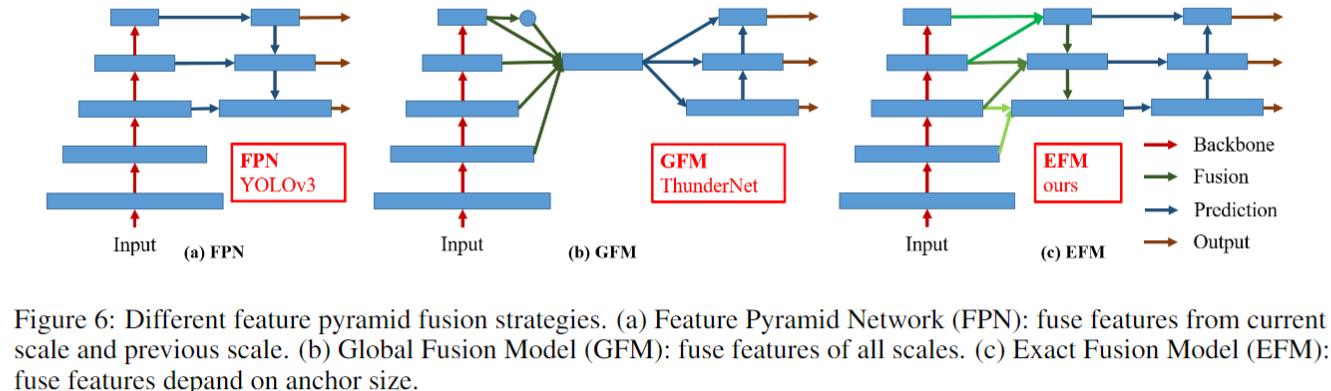 FPN
YOLOv3
Input
(a) FPN
GFM
ThunderNet
Input
(b) GFM
EFM
ours
Input
(c) EFM
Backbone
Fusion
Prediction
Output
Figure 6: Different feature pyramid fusion strategies. (a) Feature Pyramid Network (FPN): fuse features from current
scale and previous scale. (b) Global Fusion Model (GFM): fuse features of all scales. (c) Exact Fusion Model (EFM):
fuse features depand on anchor size.